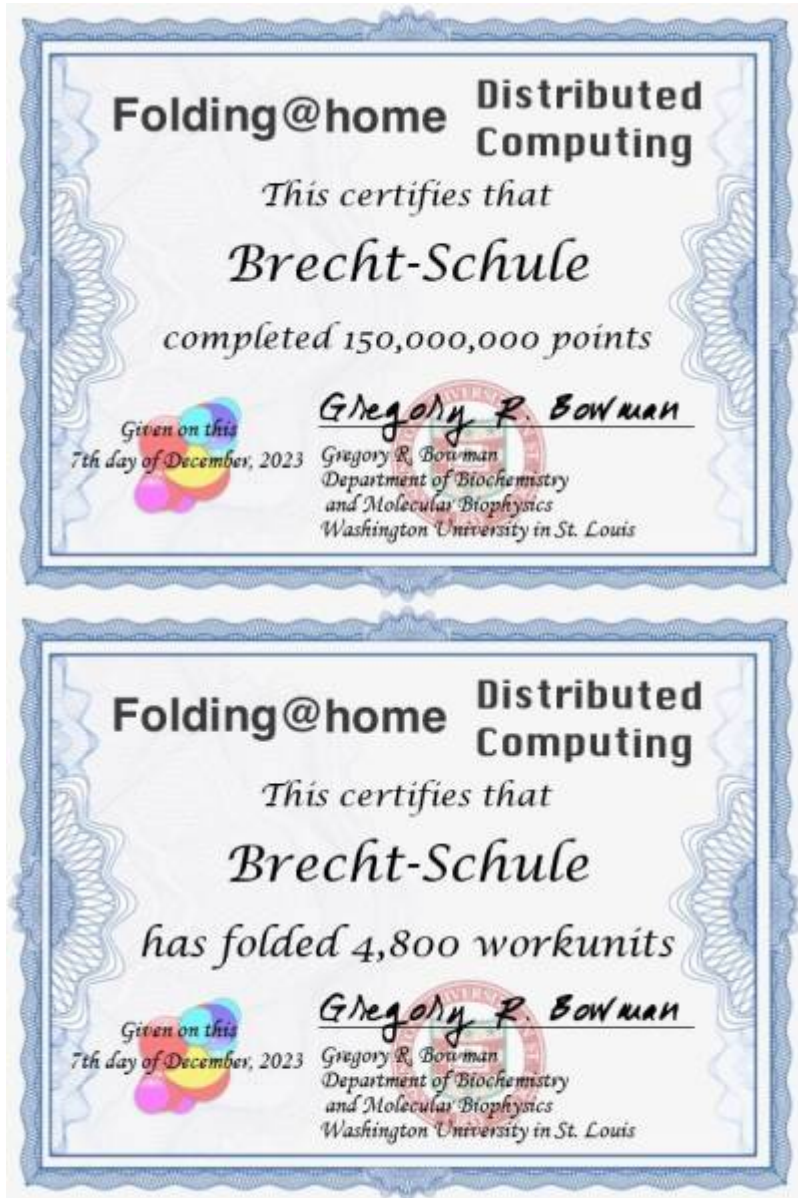 Folding@home Distributed
Computing
This certifies that
Brecht-Schule
completed 150,000,000 points
Gregory R. Bowman
Given on this
7th day of December, 2023
Gregory R. Bowman
Department of Biochemistry
and Molecular Biophysics
Washington University in St. Louis
Folding@home Distributed
Computing
This certifies that
Brecht-Schule
has folded 4,800 workunits
Gregory R. Bowman
Given on this
7th day of December, 2023
Gregory R. Bowman
Department of Biochemistry
and Molecular Biophysics
Washington University in St. Louis